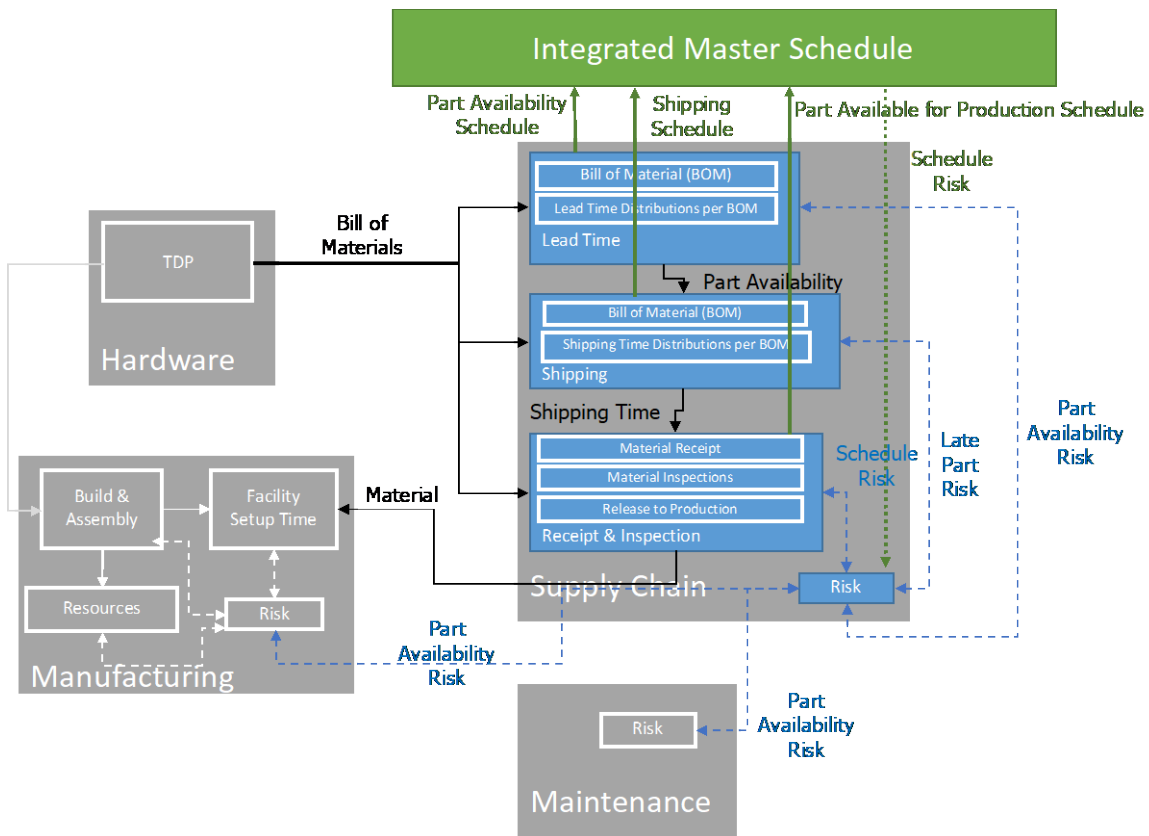 Integrated Master Schedule
Part Availability
Schedule
Shipping
Schedule
Part Available for Production Schedule
Schedule
Risk
Bill of Material (BOM)
Lead Time Distributions per BOM
Lead Time
Bill of
Materials
TDP
Hardware
Part Availability
Bill of Material (BOM)
Shipping Time Distributions per BOM
Shipping
Shipping Time
Material Receipt
Material Inspections
Release to Production
Receipt & Inspection
Schedule
Risk
Late
Part
Risk
Part
Availability
Risk
Supply Chain
Risk
Material
Build &
Assembly
Facility
Setup Time
Resources
Risk
Manufacturing
Part
Availability
Risk
Risk
Maintenance
Part
Availability
Risk